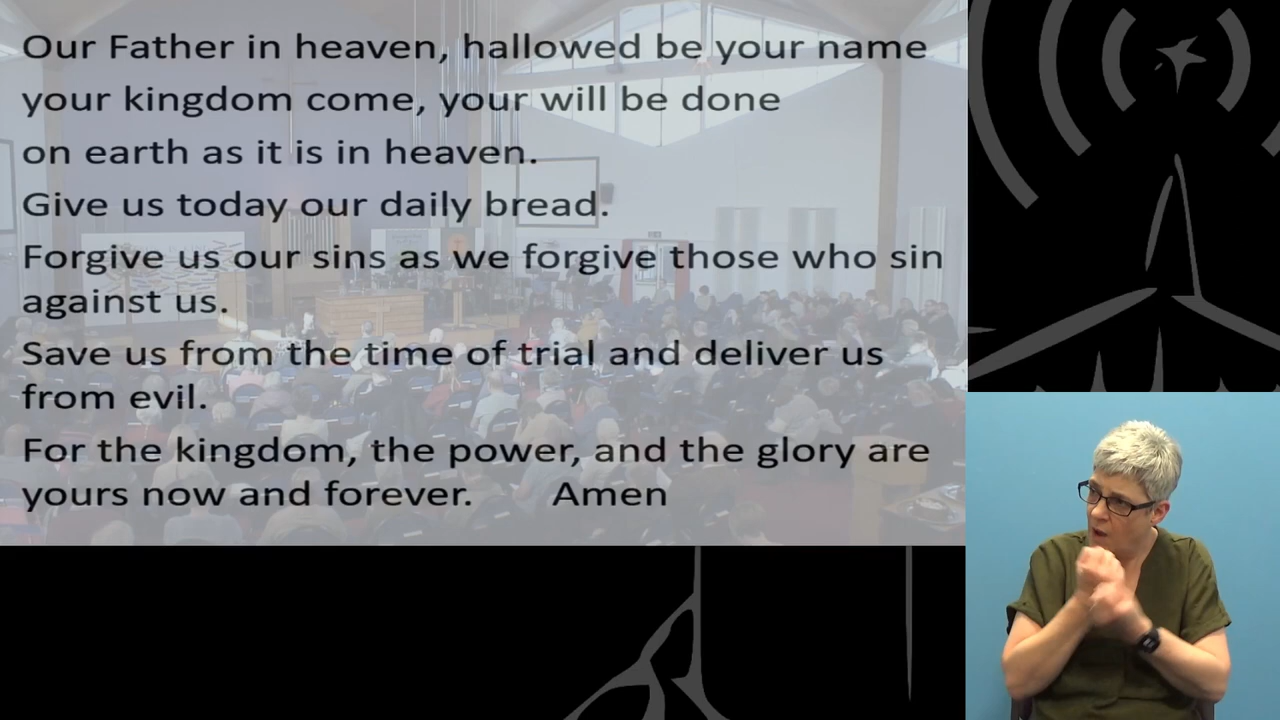 Our Father in heaven, hallowed be your name
your kingdom come, your will be done
on earth as it is in heaven.
Give us today our daily bread.
Forgive us our sins as we forgive those who sin
against us.
Save us from the time of trial and deliver us
from evil.
For the kingdom, the power, and the glory are
yours now and forever. Amen